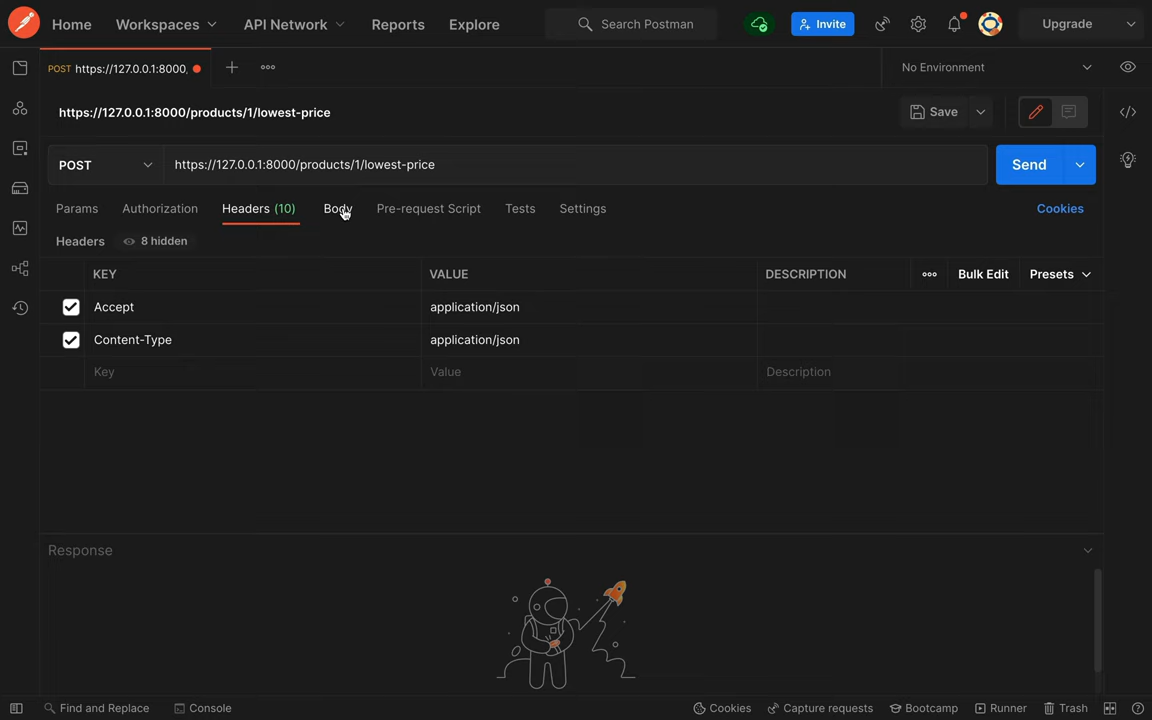 Home Workspaces API Network Reports Explore Search Postman Invite Upgrade
POST https://127.0.0.1:8000, No Environment
https://127.0.0.1:8000/products/1/lowest-price Save
POST https://127.0.0.1:8000/products/1/lowest-price Send
Params Authorization Headers (10) Body Pre-request Script Tests Settings Cookies
Headers 8 hidden
KEY VALUE DESCRIPTION Bulk Edit Presets
Accept application/json
Content-Type application/json
Key Value Description
Response
Find and Replace Console Cookies Capture requests Bootcamp Runner Trash